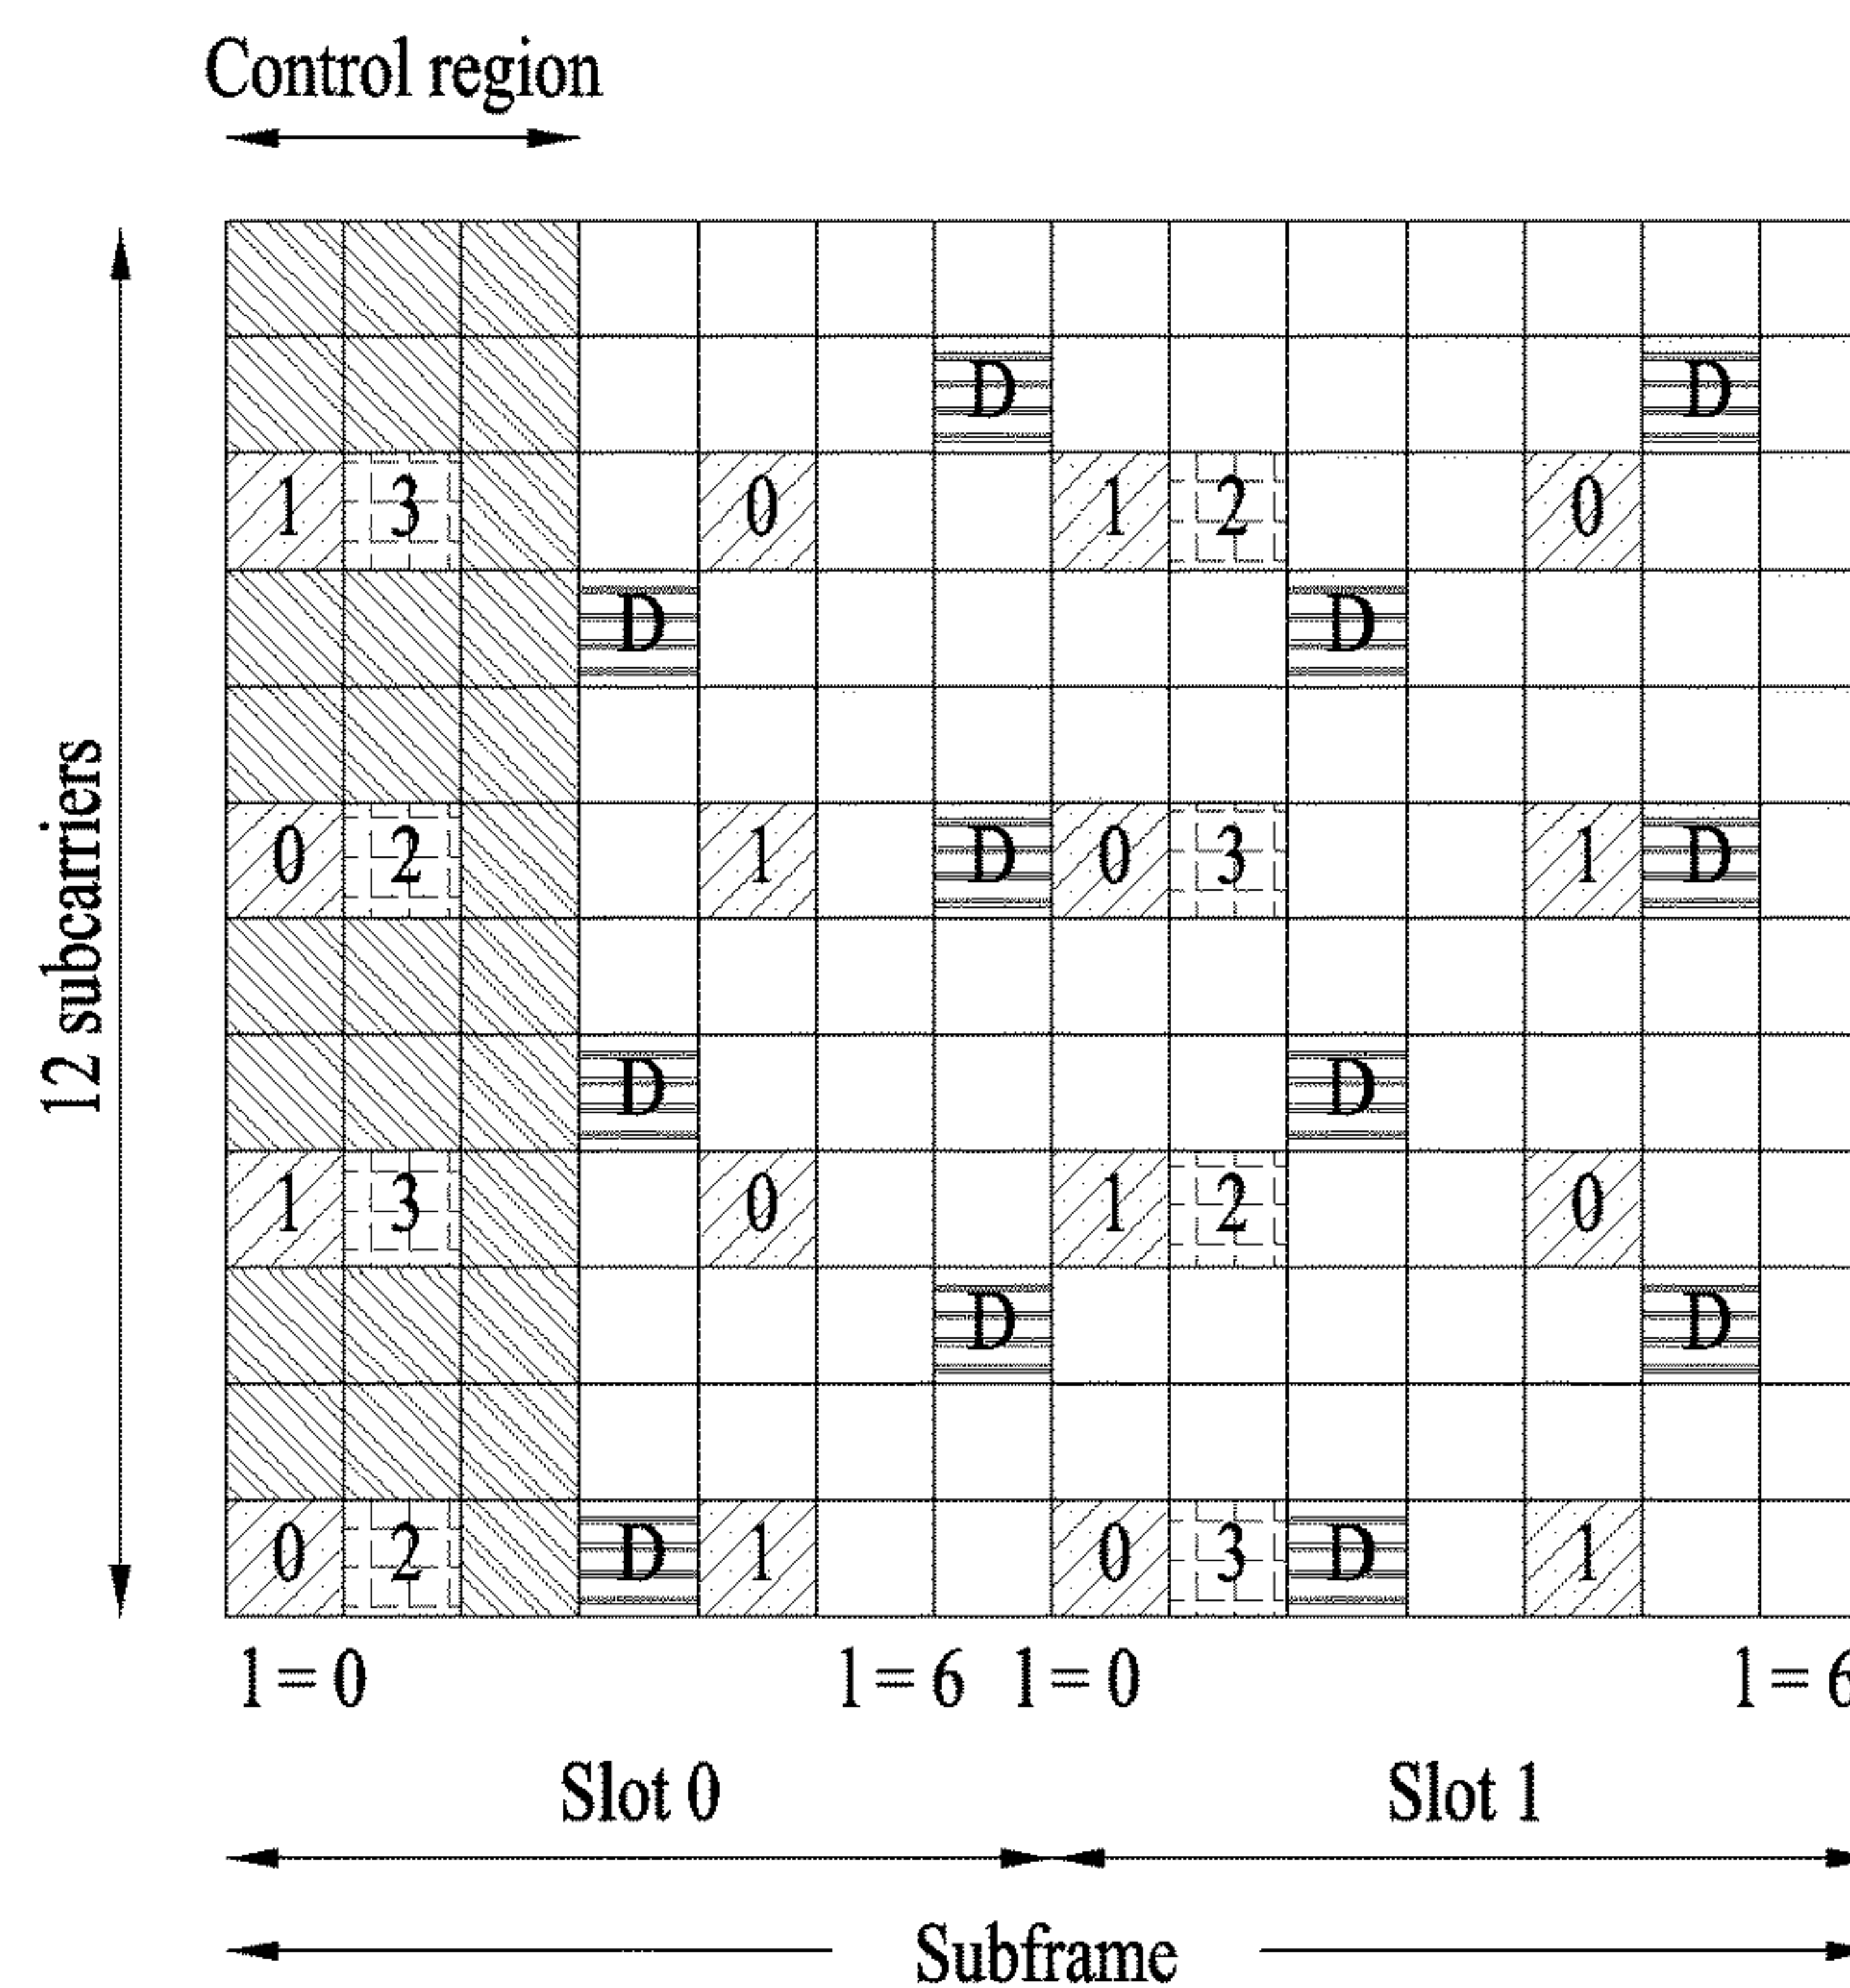 Control region
12 subcarriers
D D
1 3 0 1 2 0
D D
0 2 1 D 0 3 1 D
D D
1 3 0 1 2 0
D D
0 2 D 1 0 3 D 1
l = 0 l = 6 l = 0 l = 6
Slot 0 Slot 1
Subframe